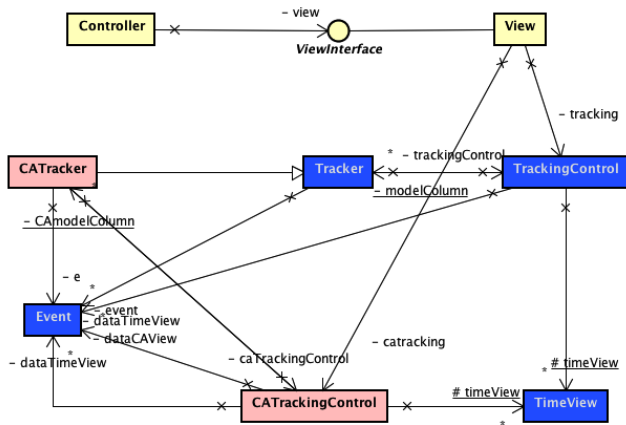 - view
Controller
View
ViewInterface
- tracking
* - trackingControl
CATracker
Tracker
* *
TrackingControl
*
- modelColumn
- CAmodelColumn
- e
*
Event
- event
- dataTimeView
- dataCAView
- catracking
- dataTimeView
*
- caTrackingControl
# timeView
*
# timeView
CATrackingControl
TimeView
*